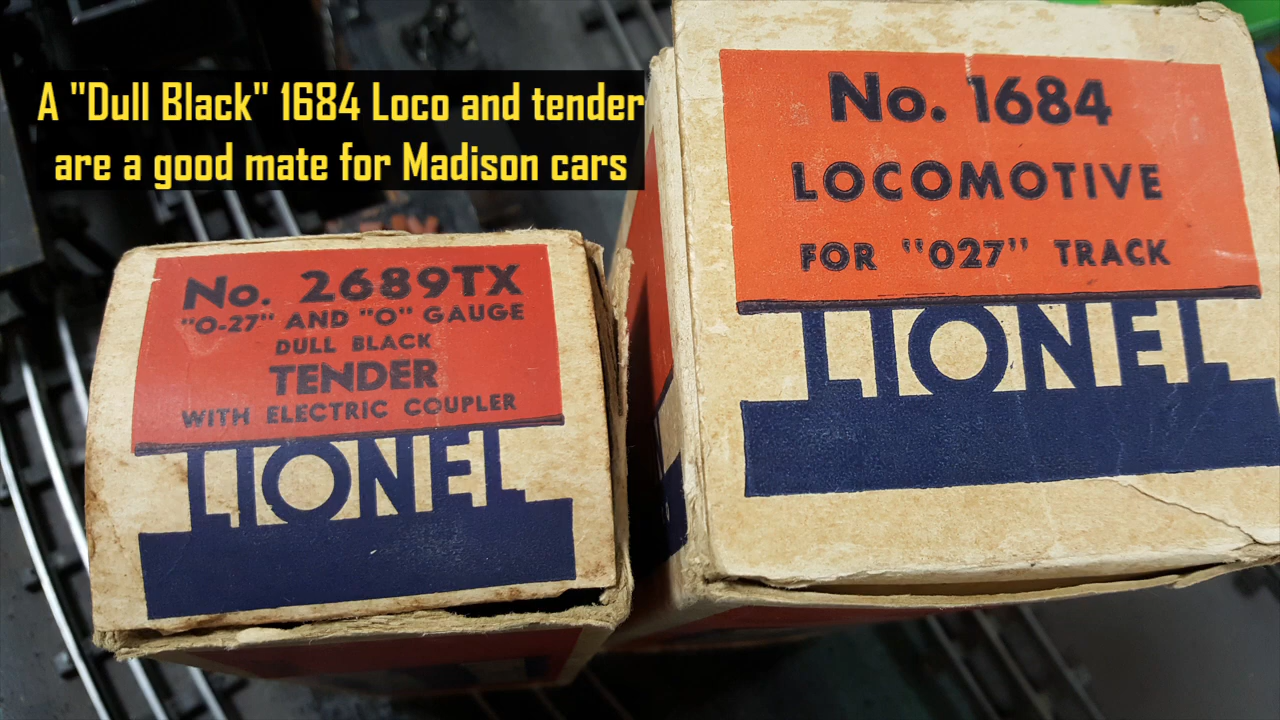 A "Dull Black" 1684 Loco and tender
are a good mate for Madison cars
No. 2689TX
"O-27" AND "O" GAUGE
DULL BLACK
TENDER
WITH ELECTRIC COUPLER
LIONEL
No. 1684
LOCOMOTIVE
FOR "027" TRACK
LIONEL